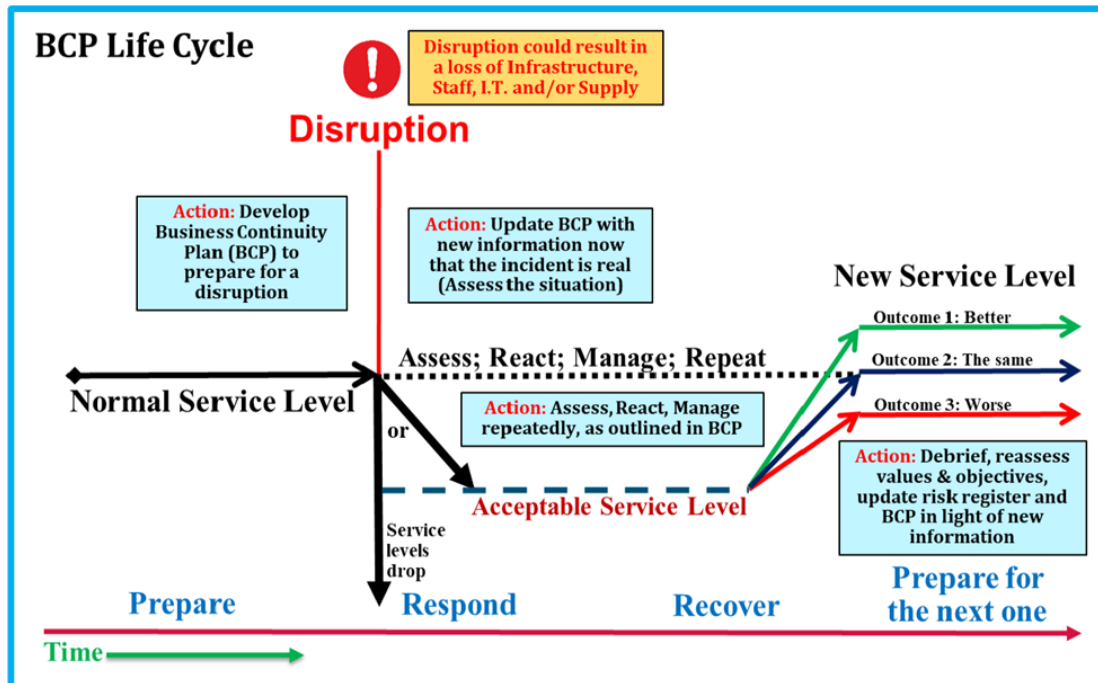 BCP Life Cycle
Disruption could result in
a loss of Infrastructure,
Staff, I.T. and/or Supply
Disruption
Action: Develop
Business Continuity
Plan (BCP) to
prepare for a
disruption
Action: Update BCP with
new information now
that the incident is real
(Assess the situation)
New Service Level
Outcome 1: Better
Assess; React; Manage; Repeat
Outcome 2: The same
Normal Service Level
Action: Assess, React, Manage
repeatedly, as outlined in BCP
Outcome 3: Worse
or
Action: Debrief, reassess
values & objectives,
update risk register and
BCP in light of new
information
Acceptable Service Level
Service
levels
drop
Prepare
Respond
Recover
Prepare for
the next one
Time